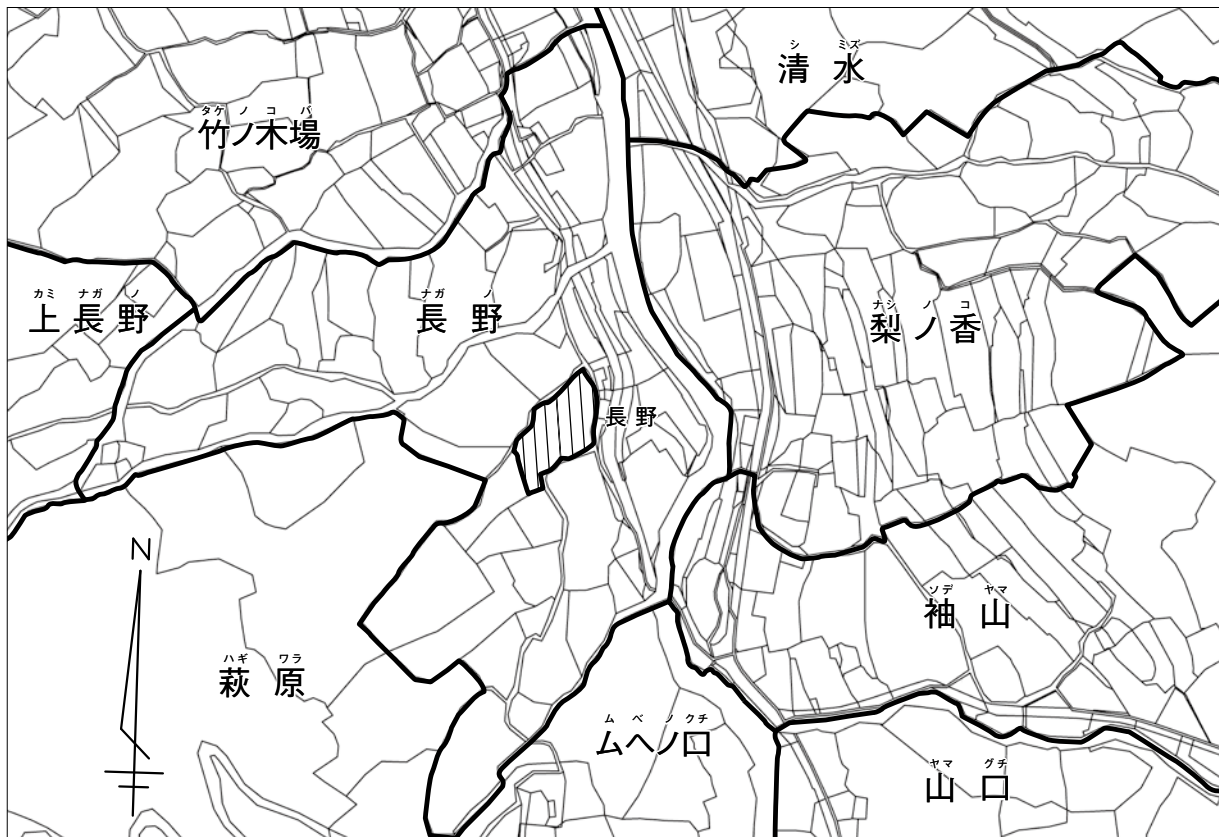 シ ミズ
清 水
タケ ノ コ バ
竹ノ木場
カミ ナガ ノ
上 長 野
ナガ ノ
長 野
ナシ ノ コ
梨 ノ 香
長 野
N
ソデ ヤマ
袖 山
ハギ ワラ
萩 原
ム ベ ノ クチ
ムヘノ口
ヤマ グチ
山 口